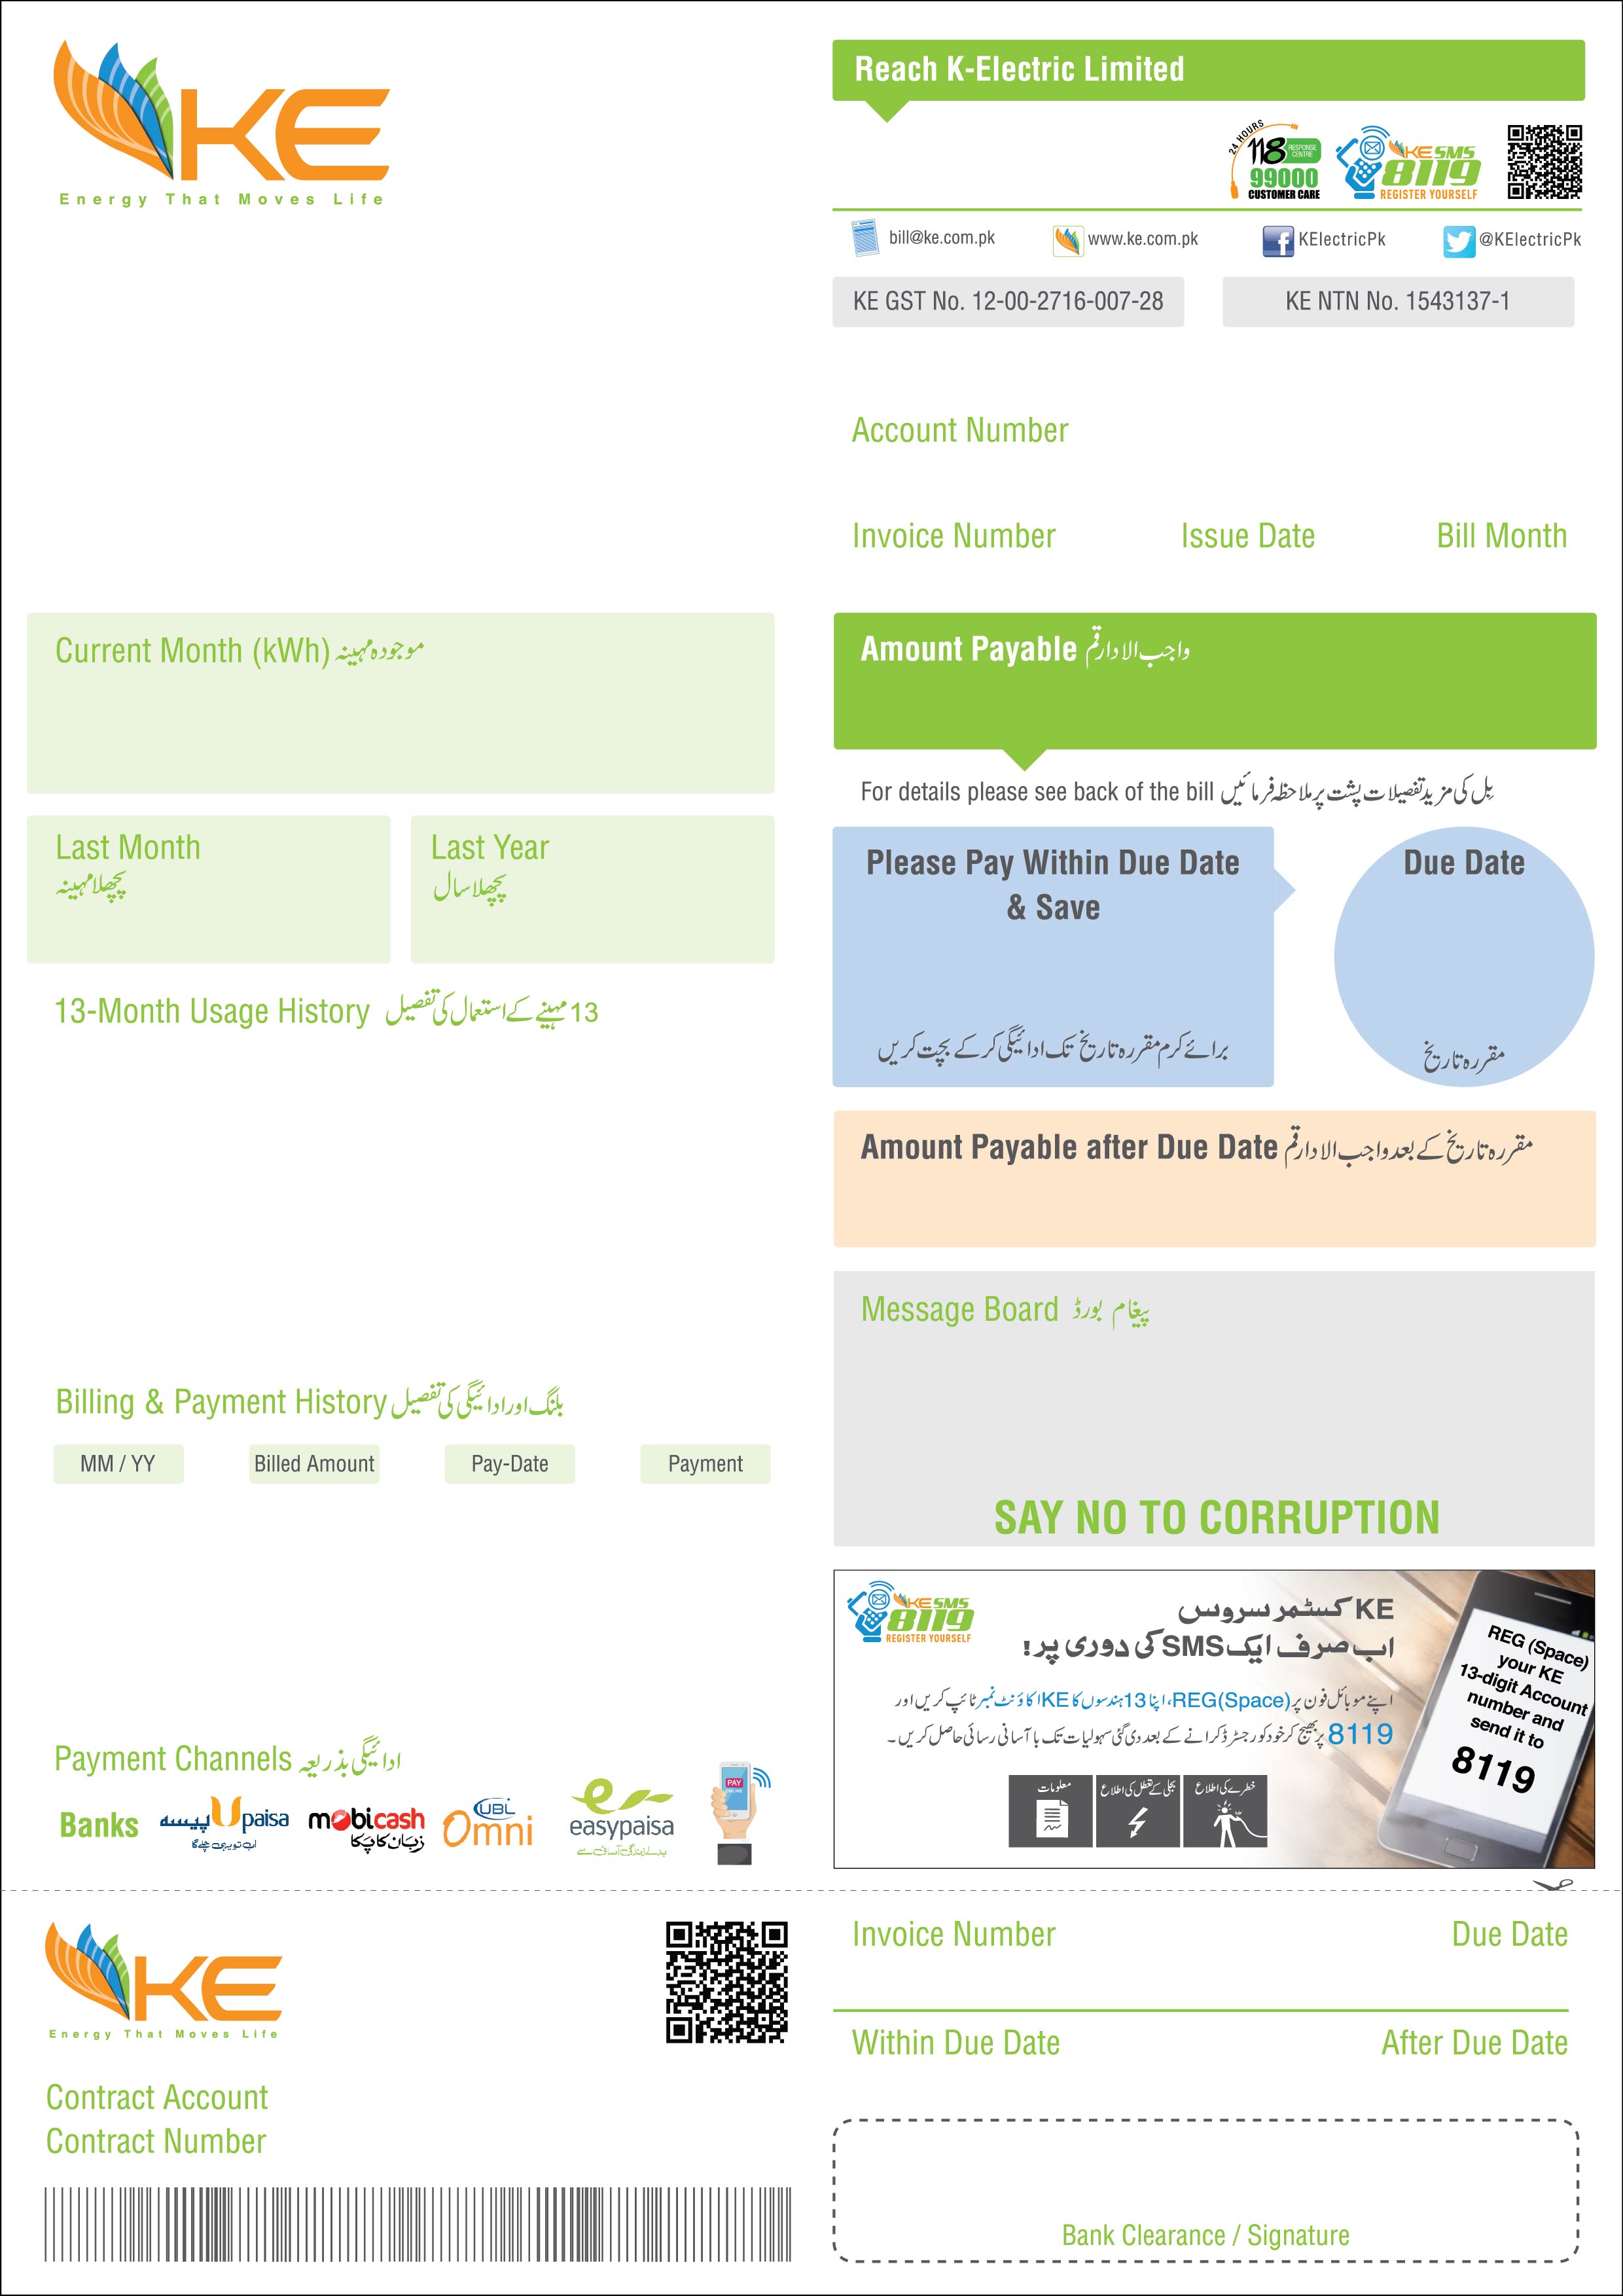 KE
Energy That Moves Life
Reach K-Electric Limited
24 HOURS
118 RESPONSE CENTRE
99000
CUSTOMER CARE
KE SMS
8119
REGISTER YOURSELF
bill@ke.com.pk
www.ke.com.pk
KElectricPk
@KElectricPk
KE GST No. 12-00-2716-007-28
KE NTN No. 1543137-1
Account Number
Invoice Number
Issue Date
Bill Month
Current Month (kWh) موجودہ مہینہ
Last Month
پچھلا مہینہ
Last Year
پچھلا سال
13-Month Usage History 13 مہینے کے استعمال کی تفصیل
Billing & Payment History بلنگ اور ادائیگی کی تفصیل
MM / YY
Billed Amount
Pay-Date
Payment
Payment Channels ادائیگی بذریعہ
Banks
پیسہ Upaisa
اب تو یہی چلے گا
mobicash
زبان کا پکا
UBL
Omni
easypaisa
بدلے زندگی آسانی سے
PAY
Amount Payable واجب الادا رقم
For details please see back of the bill بل کی مزید تفصیلات پشت پر ملاحظہ فرمائیں
Please Pay Within Due Date
& Save
برائے کرم مقررہ تاریخ تک ادائیگی کر کے بچت کریں
Due Date
مقررہ تاریخ
Amount Payable after Due Date مقررہ تاریخ کے بعد واجب الادا رقم
Message Board پیغام بورڈ
SAY NO TO CORRUPTION
KE SMS
8119
REGISTER YOURSELF
KE کسٹمر سروس
اب صرف ایک SMS کی دوری پر!
اپنے موبائل فون پر REG(Space)، اپنا 13 ہندسوں کا KE اکاؤنٹ نمبر ٹائپ کریں اور
8119 پر بھیج کر خود کو رجسٹرڈ کرانے کے بعد دی گئی سہولیات تک با آسانی رسائی حاصل کریں۔
معلومات
بجلی کے تعطل کی اطلاع
خطرے کی اطلاع
REG (Space)
your KE
13-digit Account
number and
send it to
8119
KE
Energy That Moves Life
Contract Account
Contract Number
Invoice Number
Due Date
Within Due Date
After Due Date
Bank Clearance / Signature